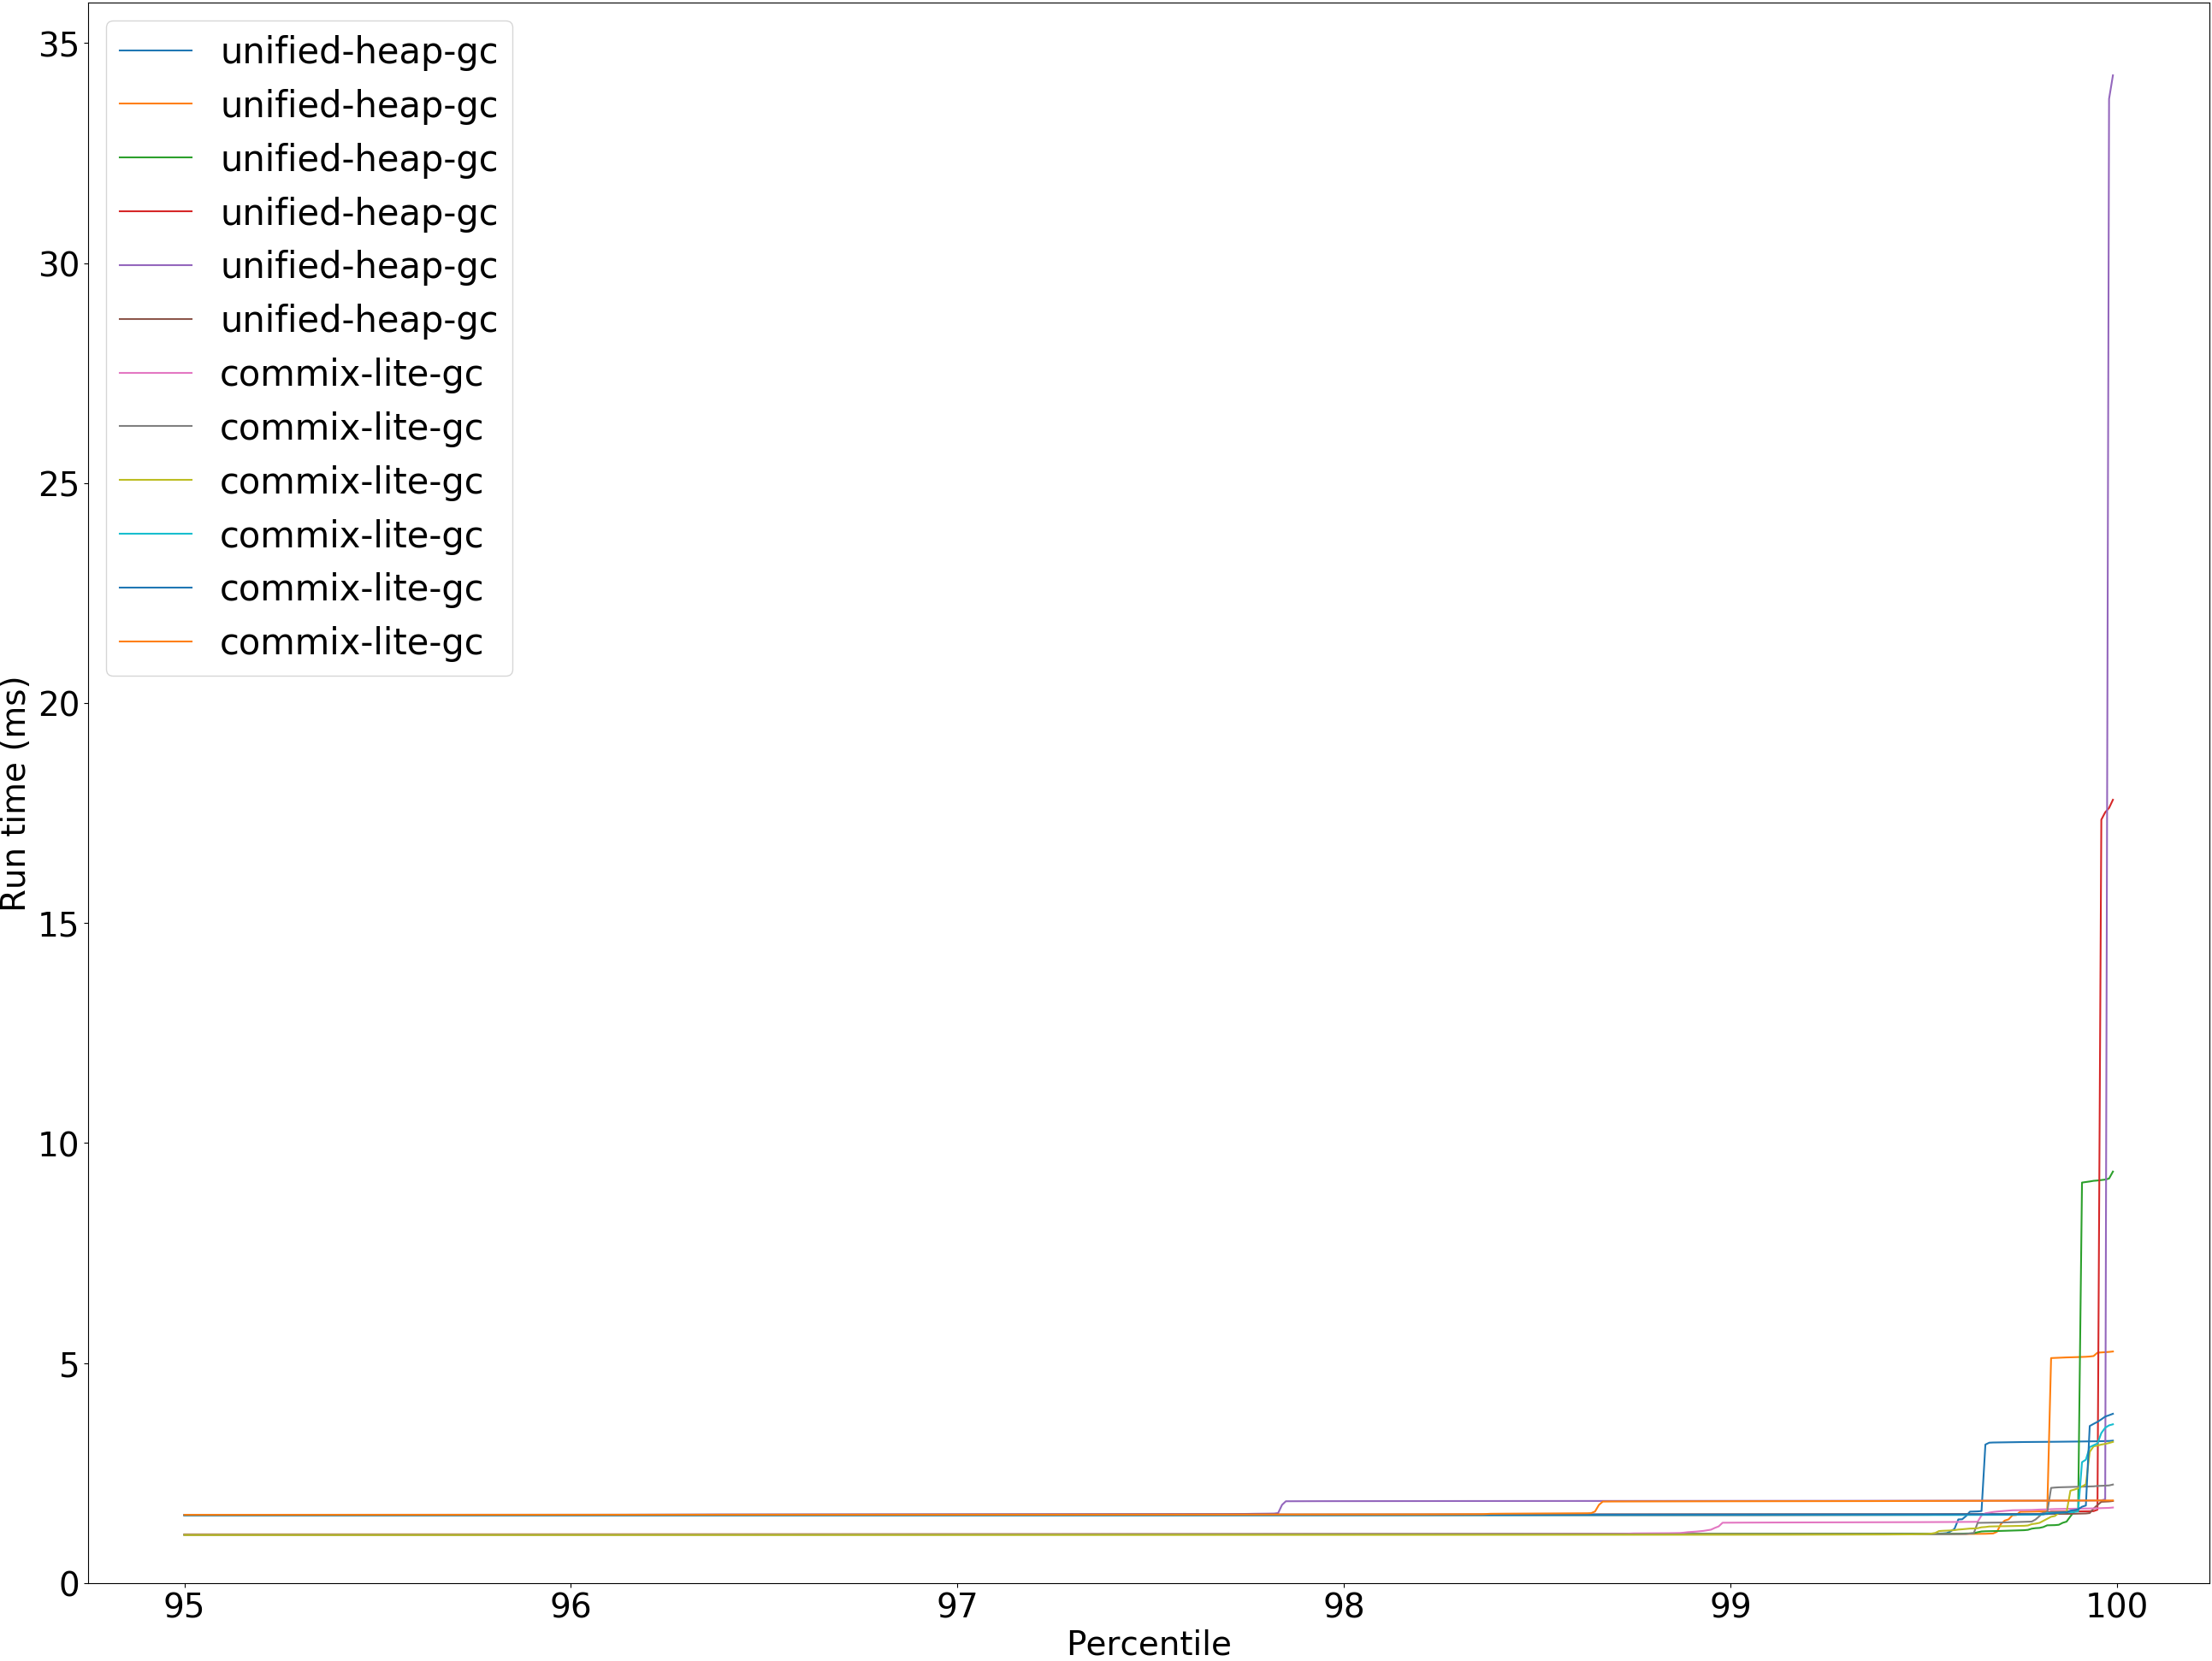 unified-heap-gc
unified-heap-gc
unified-heap-gc
unified-heap-gc
unified-heap-gc
unified-heap-gc
commix-lite-gc
commix-lite-gc
commix-lite-gc
commix-lite-gc
commix-lite-gc
commix-lite-gc
35
30
25
20
15
10
5
0
Run time (ms)
95 96 97 98 99 100
Percentile